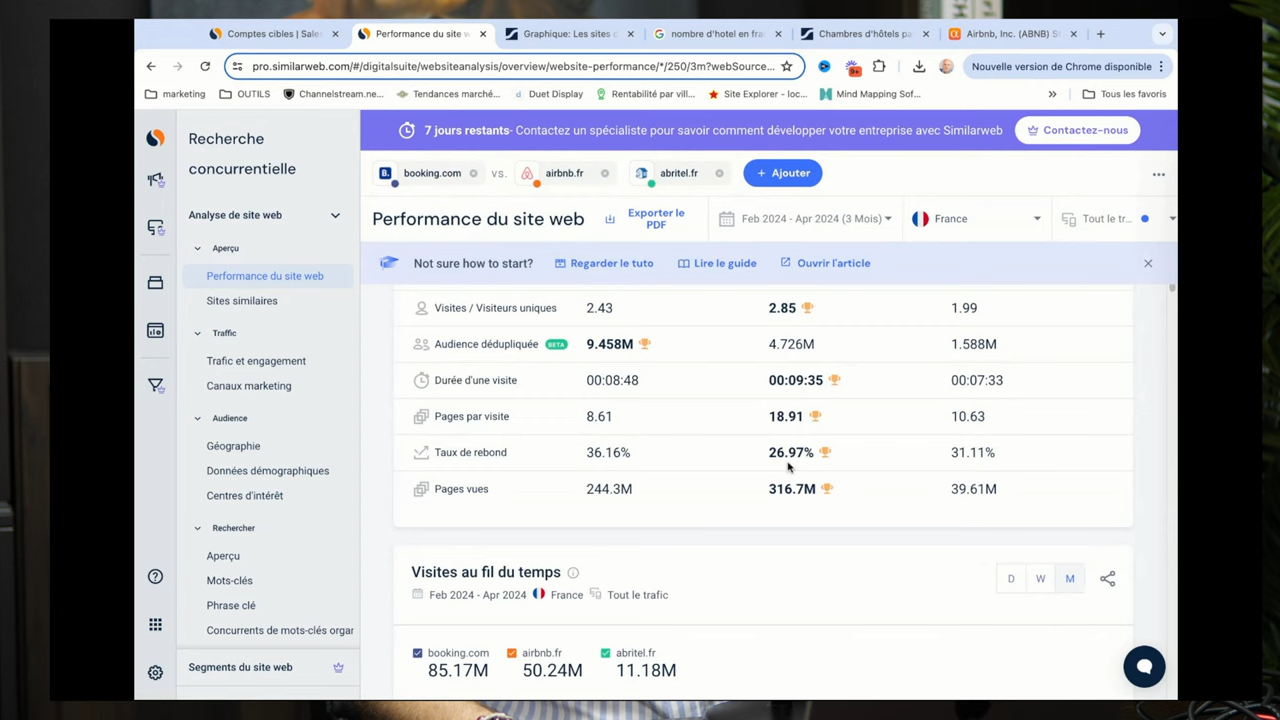 Comptes cibles | Sales
Performance du site w
Graphique: Les sites d
nombre d'hotel en fra
Chambres d'hôtels pa
Airbnb, Inc. (ABNB) St
pro.similarweb.com/#/digitalsuite/websiteanalysis/overview/website-performance/*/250/3m?webSource...
9+
Nouvelle version de Chrome disponible
marketing
OUTILS
Channelstream.ne...
Tendances marché...
Duet Display
Rentabilité par vill...
Site Explorer - loc...
Mind Mapping Sof...
Tous les favoris
Recherche
concurrentielle
Analyse de site web
Aperçu
Performance du site web
Sites similaires
Traffic
Trafic et engagement
Canaux marketing
Audience
Géographie
Données démographiques
Centres d'intérêt
Rechercher
Aperçu
Mots-clés
Phrase clé
Concurrents de mots-clés organ
Segments du site web
7 jours restants- Contactez un spécialiste pour savoir comment développer votre entreprise avec Similarweb
Contactez-nous
B. booking.com
vs.
airbnb.fr
abritel.fr
+ Ajouter
Performance du site web
Exporter le
PDF
Feb 2024 - Apr 2024 (3 Mois)
France
Tout le tr...
Not sure how to start?
Regarder le tuto
Lire le guide
Ouvrir l'article
Visites / Visiteurs uniques 2.43 2.85 1.99
Audience dédupliquée BETA 9.458M 4.726M 1.588M
Durée d'une visite 00:08:48 00:09:35 00:07:33
Pages par visite 8.61 18.91 10.63
Taux de rebond 36.16% 26.97% 31.11%
Pages vues 244.3M 316.7M 39.61M
Visites au fil du temps
D W M
Feb 2024 - Apr 2024 France Tout le trafic
booking.com airbnb.fr abritel.fr
85.17M 50.24M 11.18M